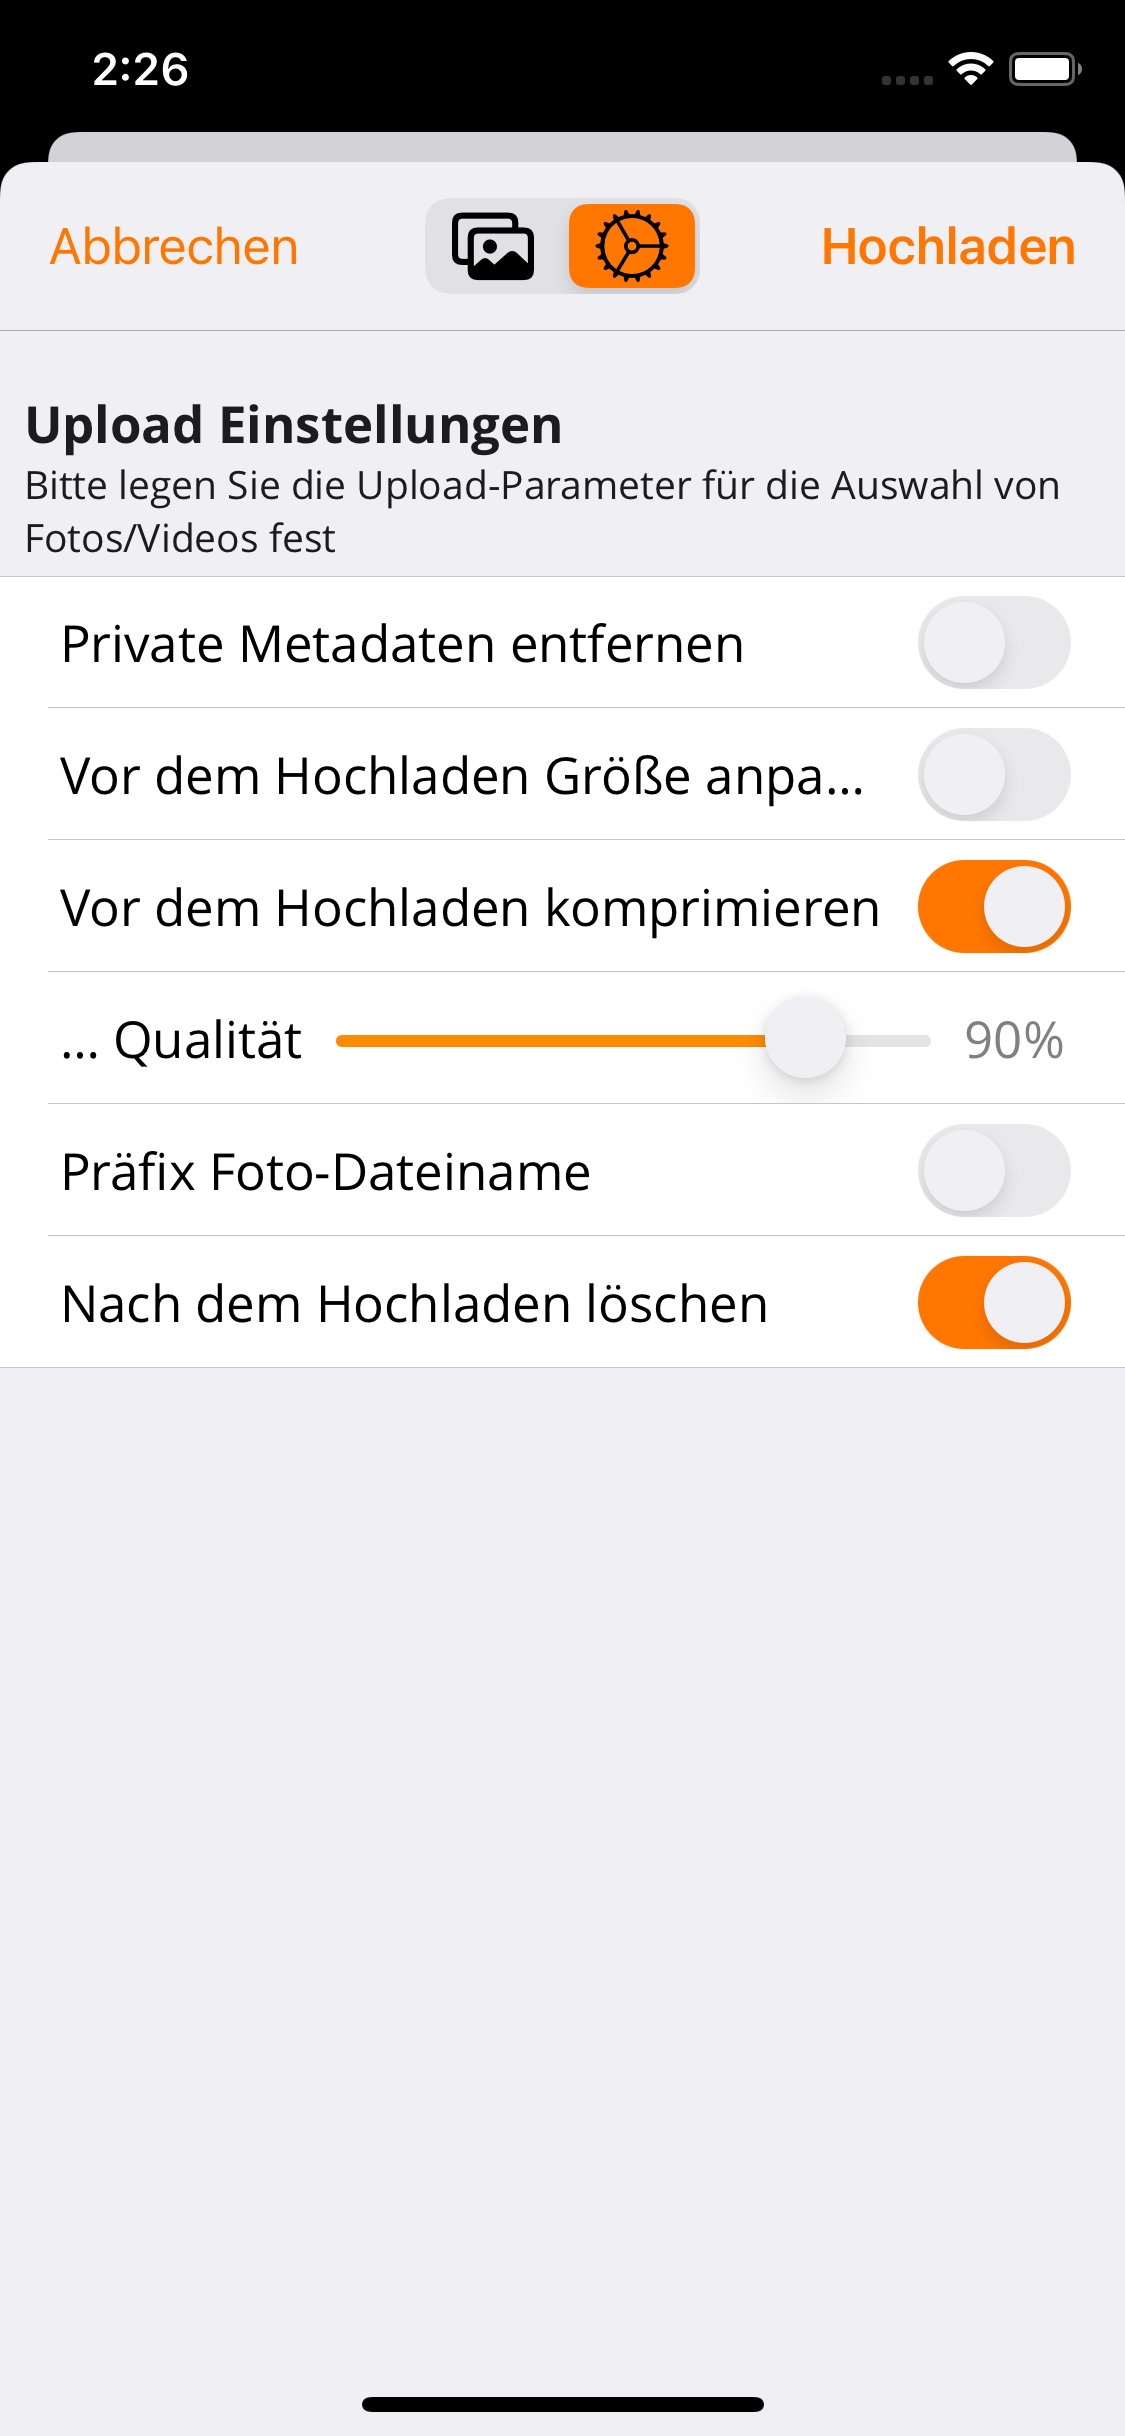 2:26
Abbrechen
Hochladen
Upload Einstellungen
Bitte legen Sie die Upload-Parameter für die Auswahl von
Fotos/Videos fest
Private Metadaten entfernen
Vor dem Hochladen Größe anpa...
Vor dem Hochladen komprimieren
... Qualität 90%
Präfix Foto-Dateiname
Nach dem Hochladen löschen